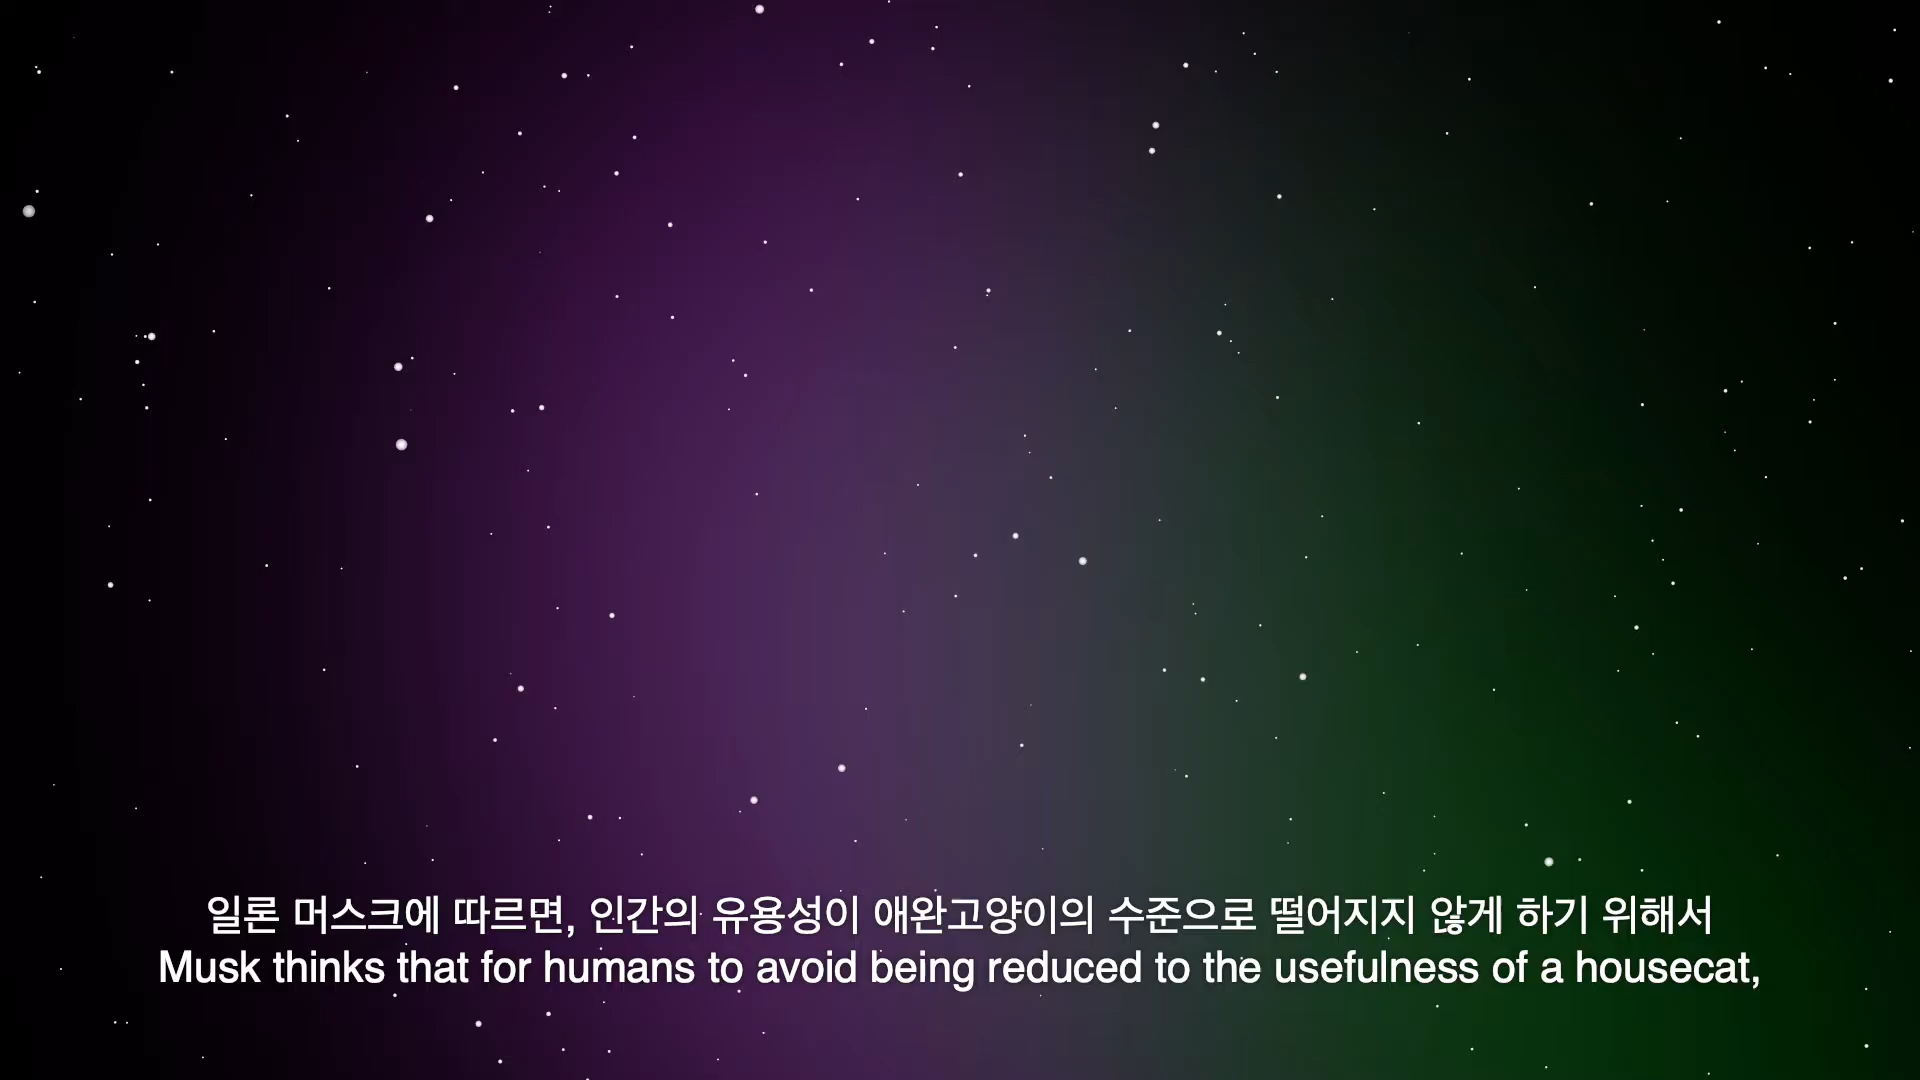 일론 머스크에 따르면, 인간의 유용성이 애완고양이의 수준으로 떨어지지 않게 하기 위해서
Musk thinks that for humans to avoid being reduced to the usefulness of a housecat,